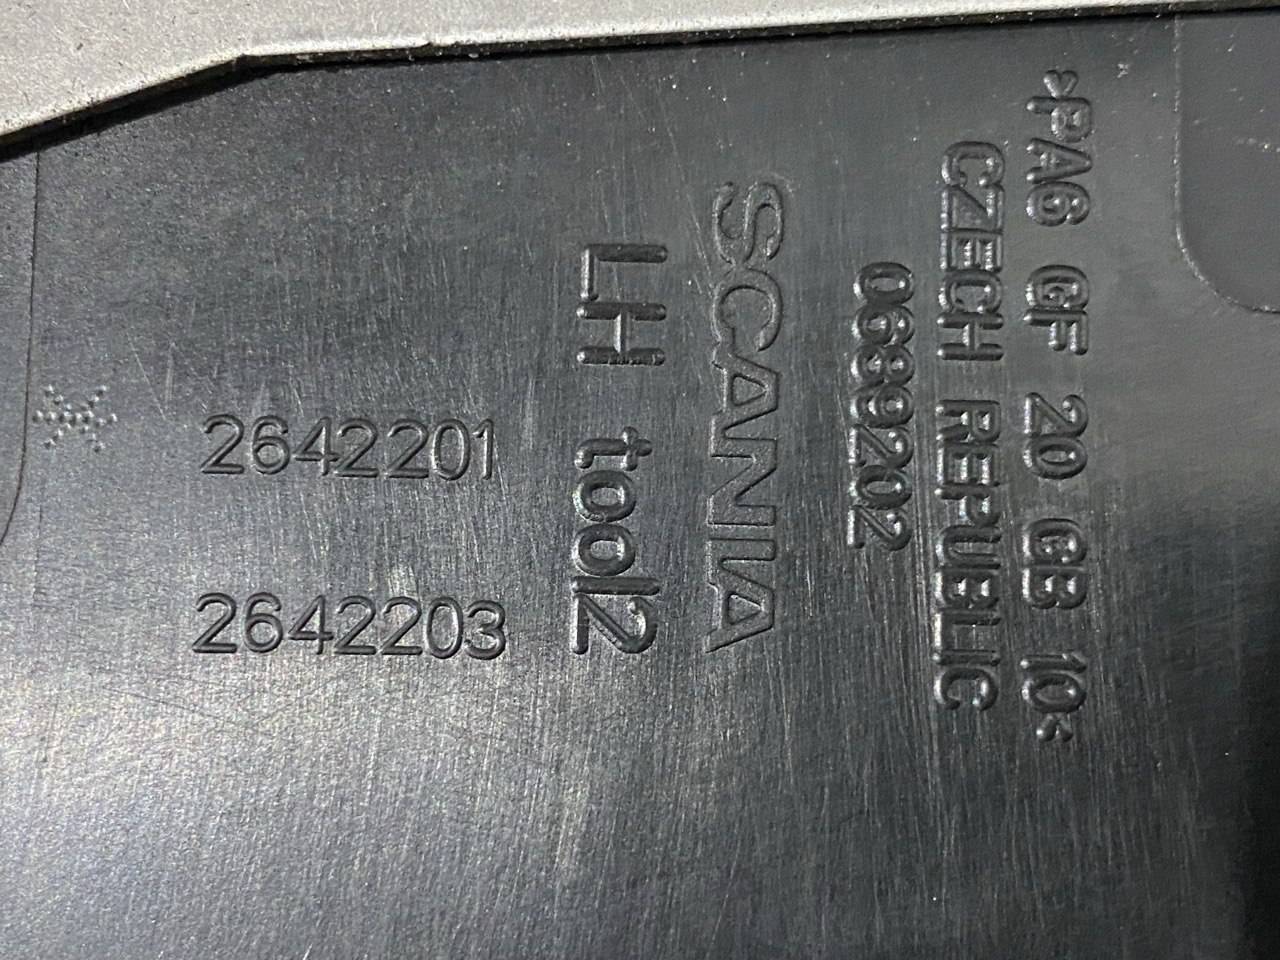 >PA6 GF 20 GB 10<
CZECH REPUBLIC
0689202
SCANIA
LH tool2
2642201
2642203